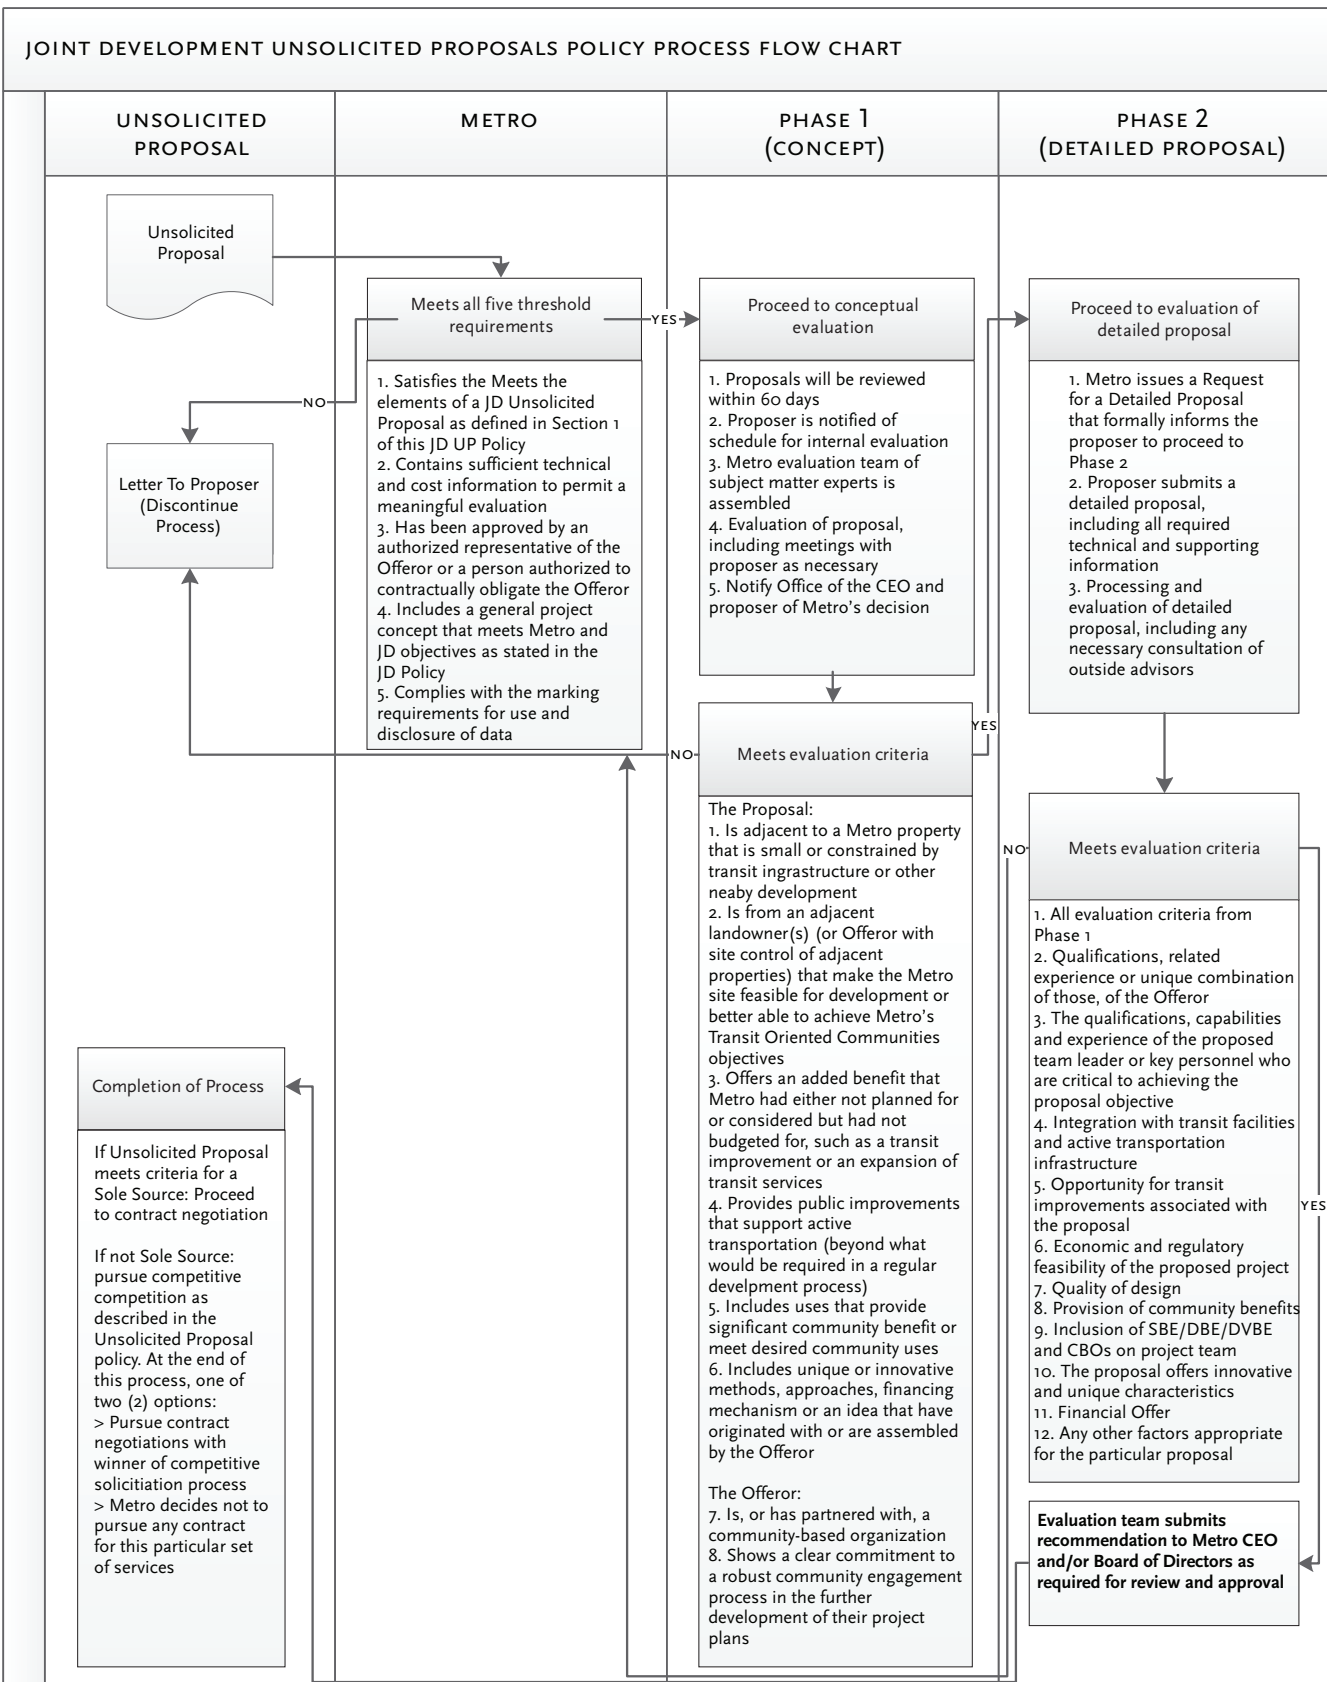 JOINT DEVELOPMENT UNSOLICITED PROPOSALS POLICY PROCESS FLOW CHART
UNSOLICITED
PROPOSAL
METRO
PHASE 1
(CONCEPT)
PHASE 2
(DETAILED PROPOSAL)
Unsolicited
Proposal
Letter To Proposer
(Discontinue
Process)
Completion of Process
If Unsolicited Proposal
meets criteria for a
Sole Source: Proceed
to contract negotiation
If not Sole Source:
pursue competitive
competition as
described in the
Unsolicited Proposal
policy. At the end of
this process, one of
two (2) options:
> Pursue contract
negotiations with
winner of competitive
solicitiation process
> Metro decides not to
pursue any contract
for this particular set
of services
NO
Meets all five threshold
requirements
YES
1. Satisfies the Meets the
elements of a JD Unsolicited
Proposal as defined in Section 1
of this JD UP Policy
2. Contains sufficient technical
and cost information to permit a
meaningful evaluation
3. Has been approved by an
authorized representative of the
Offeror or a person authorized to
contractually obligate the Offeror
4. Includes a general project
concept that meets Metro and
JD objectives as stated in the
JD Policy
5. Complies with the marking
requirements for use and
disclosure of data
Proceed to conceptual
evaluation
1. Proposals will be reviewed
within 60 days
2. Proposer is notified of
schedule for internal evaluation
3. Metro evaluation team of
subject matter experts is
assembled
4. Evaluation of proposal,
including meetings with
proposer as necessary
5. Notify Office of the CEO and
proposer of Metro's decision
YES
NO
Meets evaluation criteria
The Proposal:
1. Is adjacent to a Metro property
that is small or constrained by
transit ingrastructure or other
neaby development
2. Is from an adjacent
landowner(s) (or Offeror with
site control of adjacent
properties) that make the Metro
site feasible for development or
better able to achieve Metro's
Transit Oriented Communities
objectives
3. Offers an added benefit that
Metro had either not planned for
or considered but had not
budgeted for, such as a transit
improvement or an expansion of
transit services
4. Provides public improvements
that support active
transportation (beyond what
would be required in a regular
develpment process)
5. Includes uses that provide
significant community benefit or
meet desired community uses
6. Includes unique or innovative
methods, approaches, financing
mechanism or an idea that have
originated with or are assembled
by the Offeror
The Offeror:
7. Is, or has partnered with, a
community-based organization
8. Shows a clear commitment to
a robust community engagement
process in the further
development of their project
plans
Proceed to evaluation of
detailed proposal
1. Metro issues a Request
for a Detailed Proposal
that formally informs the
proposer to proceed to
Phase 2
2. Proposer submits a
detailed proposal,
including all required
technical and supporting
information
3. Processing and
evaluation of detailed
proposal, including any
necessary consultation of
outside advisors
NO
Meets evaluation criteria
1. All evaluation criteria from
Phase 1
2. Qualifications, related
experience or unique combination
of those, of the Offeror
3. The qualifications, capabilities
and experience of the proposed
team leader or key personnel who
are critical to achieving the
proposal objective
4. Integration with transit facilities
and active transportation
infrastructure
5. Opportunity for transit
improvements associated with
the proposal
6. Economic and regulatory
feasibility of the proposed project
7. Quality of design
8. Provision of community benefits
9. Inclusion of SBE/DBE/DVBE
and CBOs on project team
10. The proposal offers innovative
and unique characteristics
11. Financial Offer
12. Any other factors appropriate
for the particular proposal
YES
Evaluation team submits
recommendation to Metro CEO
and/or Board of Directors as
required for review and approval